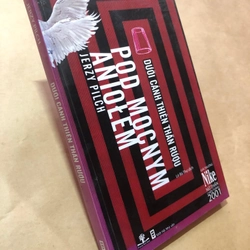 DƯỚI CÁNH THIÊN THẦN RƯỢU
POD MOCNYM
ANIOŁEM
JERZY PILCH
DƯỚI CÁNH THIÊN THẦN RƯỢU
Nike
2001